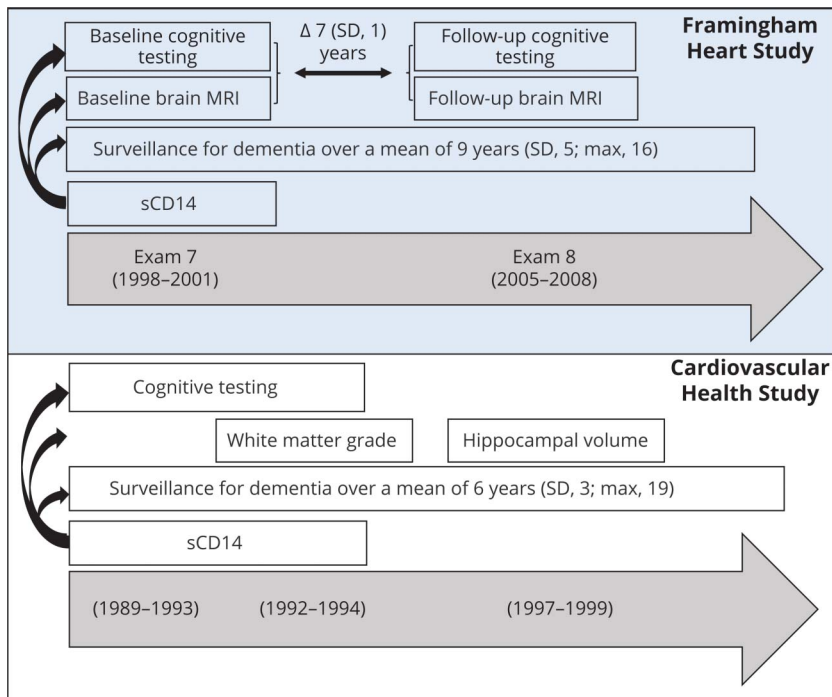 Framingham
Heart Study
Baseline cognitive
testing
Δ 7 (SD, 1)
years
Follow-up cognitive
testing
Baseline brain MRI
Follow-up brain MRI
Surveillance for dementia over a mean of 9 years (SD, 5; max, 16)
sCD14
Exam 7
(1998–2001)
Exam 8
(2005–2008)
Cardiovascular
Health Study
Cognitive testing
White matter grade
Hippocampal volume
Surveillance for dementia over a mean of 6 years (SD, 3; max, 19)
sCD14
(1989–1993)
(1992–1994)
(1997–1999)